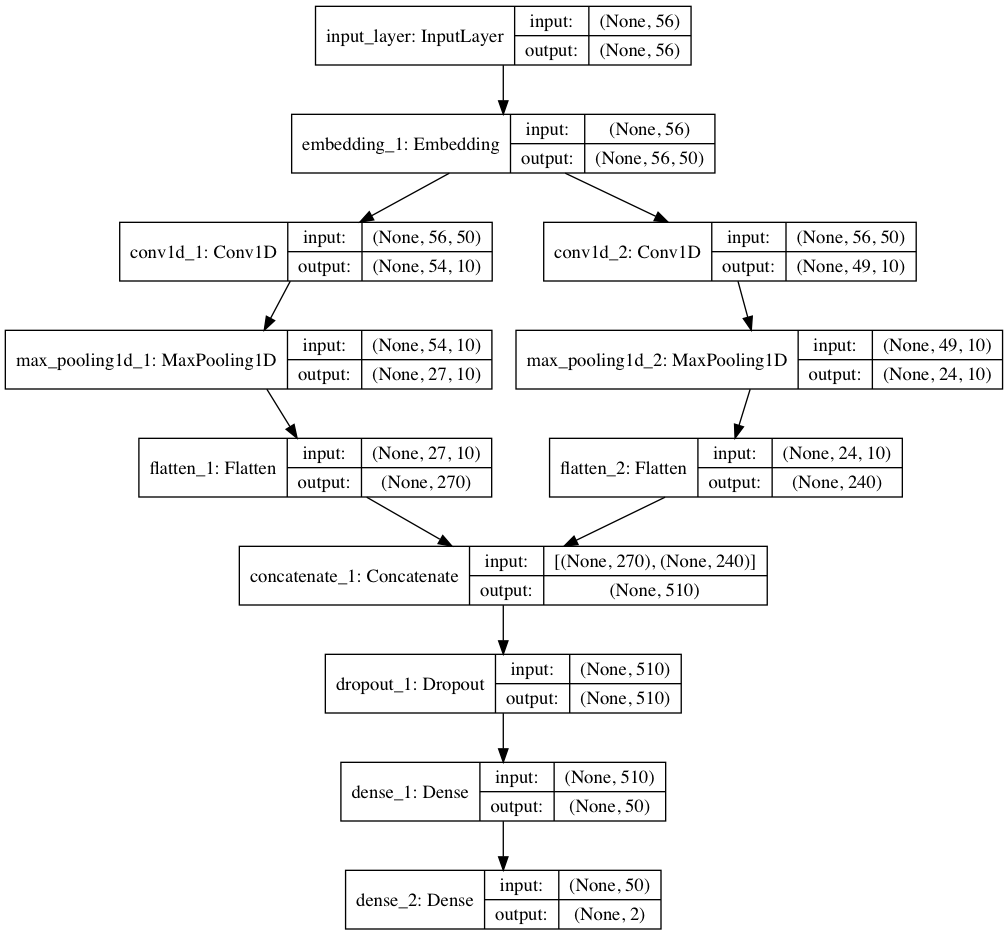 input_layer: InputLayer
input: (None, 56)
output: (None, 56)
embedding_1: Embedding
input: (None, 56)
output: (None, 56, 50)
conv1d_1: Conv1D
input: (None, 56, 50)
output: (None, 54, 10)
conv1d_2: Conv1D
input: (None, 56, 50)
output: (None, 49, 10)
max_pooling1d_1: MaxPooling1D
input: (None, 54, 10)
output: (None, 27, 10)
max_pooling1d_2: MaxPooling1D
input: (None, 49, 10)
output: (None, 24, 10)
flatten_1: Flatten
input: (None, 27, 10)
output: (None, 270)
flatten_2: Flatten
input: (None, 24, 10)
output: (None, 240)
concatenate_1: Concatenate
input: [(None, 270), (None, 240)]
output: (None, 510)
dropout_1: Dropout
input: (None, 510)
output: (None, 510)
dense_1: Dense
input: (None, 510)
output: (None, 50)
dense_2: Dense
input: (None, 50)
output: (None, 2)